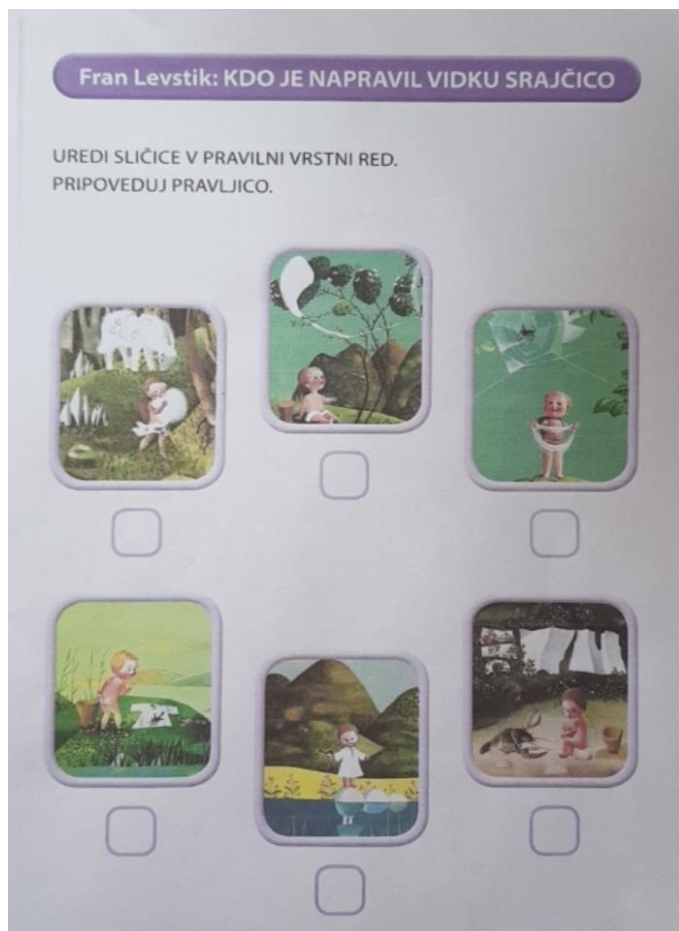 Fran Levstik: KDO JE NAPRAVIL VIDKU SRAJČICO
UREDI SLIČICE V PRAVILNI VRSTNI RED.
PRIPOVEDUJ PRAVLJICO.